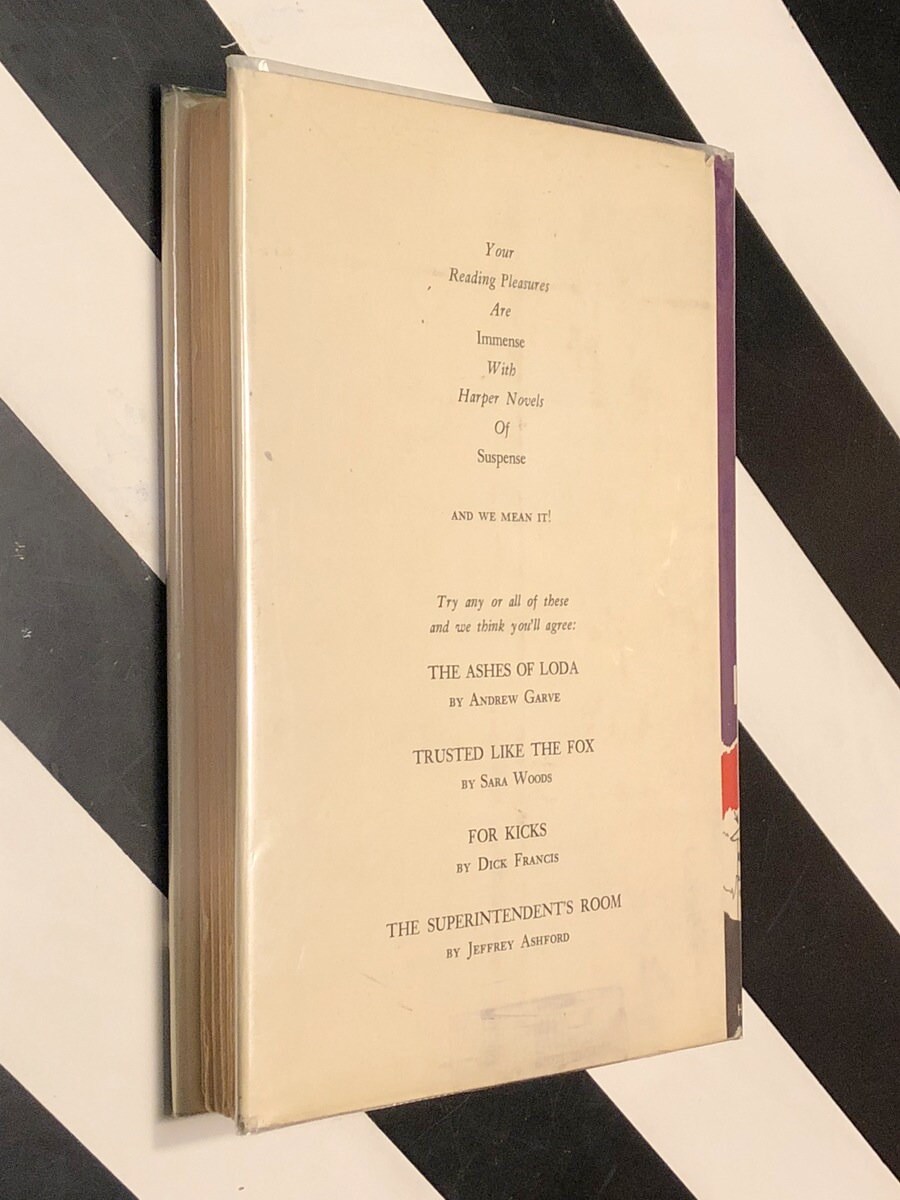 Your
Reading Pleasures
Are
Immense
With
Harper Novels
Of
Suspense
AND WE MEAN IT!
Try any or all of these
and we think you'll agree:
THE ASHES OF LODA
BY ANDREW GARVE
TRUSTED LIKE THE FOX
BY SARA WOODS
FOR KICKS
BY DICK FRANCIS
THE SUPERINTENDENT'S ROOM
BY JEFFREY ASHFORD